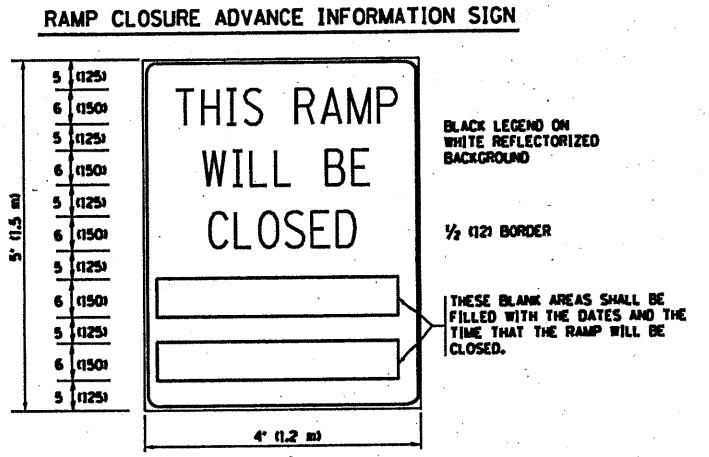 RAMP CLOSURE ADVANCE INFORMATION SIGN
5 (125)
6 (150)
5 (125)
6 (150)
5 (125)
6 (150)
5 (125)
6 (150)
5 (125)
6 (150)
5 (125)
5' (1.5 m)
THIS RAMP
WILL BE
CLOSED
BLACK LEGEND ON
WHITE REFLECTORIZED
BACKGROUND
1/2 (12) BORDER
THESE BLANK AREAS SHALL BE
FILLED WITH THE DATES AND THE
TIME THAT THE RAMP WILL BE
CLOSED.
4' (1.2 m)